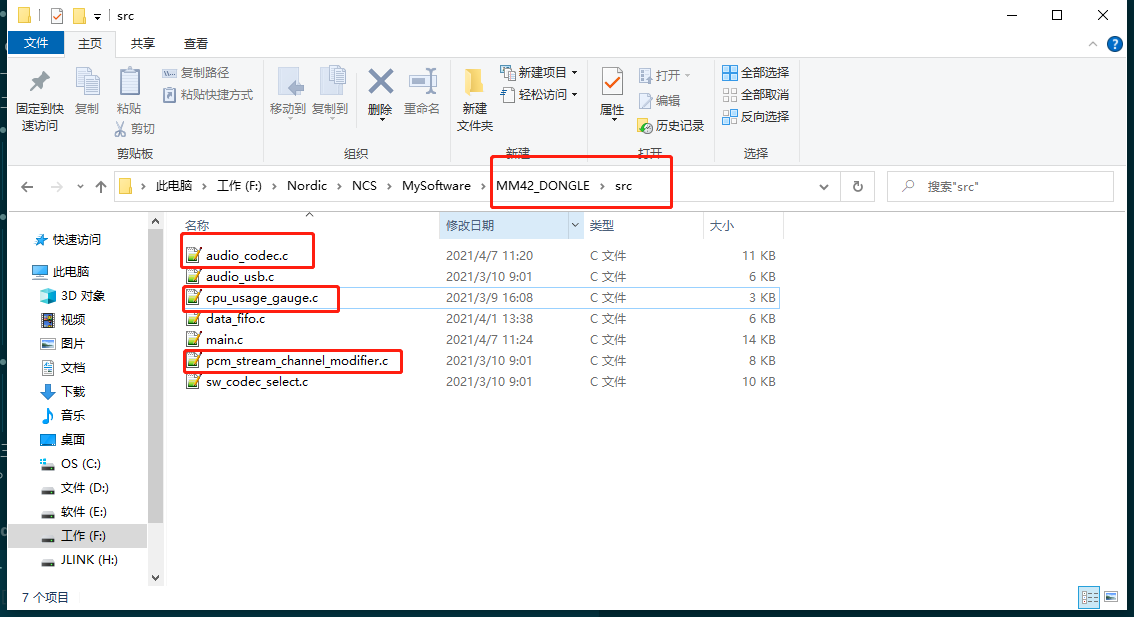 src
文件 主页 共享 查看
固定到快速访问
复制
粘贴
复制路径
粘贴快捷方式
剪切
剪贴板
移动到
复制到
删除
重命名
组织
新建文件夹
新建项目
轻松访问
新建
属性
打开
编辑
历史记录
打开
全部选择
全部取消
反向选择
选择
此电脑 › 工作 (F:) › Nordic › NCS › MySoftware › MM42_DONGLE › src
搜索"src"
快速访问
此电脑
3D 对象
视频
图片
文档
下载
音乐
桌面
OS (C:)
文件 (D:)
软件 (E:)
工作 (F:)
JLINK (H:)
名称 修改日期 类型 大小
audio_codec.c 2021/4/7 11:20 C 文件 11 KB
audio_usb.c 2021/3/10 9:01 C 文件 6 KB
cpu_usage_gauge.c 2021/3/9 16:08 C 文件 3 KB
data_fifo.c 2021/4/1 13:38 C 文件 6 KB
main.c 2021/4/7 11:24 C 文件 14 KB
pcm_stream_channel_modifier.c 2021/3/10 9:01 C 文件 8 KB
sw_codec_select.c 2021/3/10 9:01 C 文件 10 KB
7 个项目